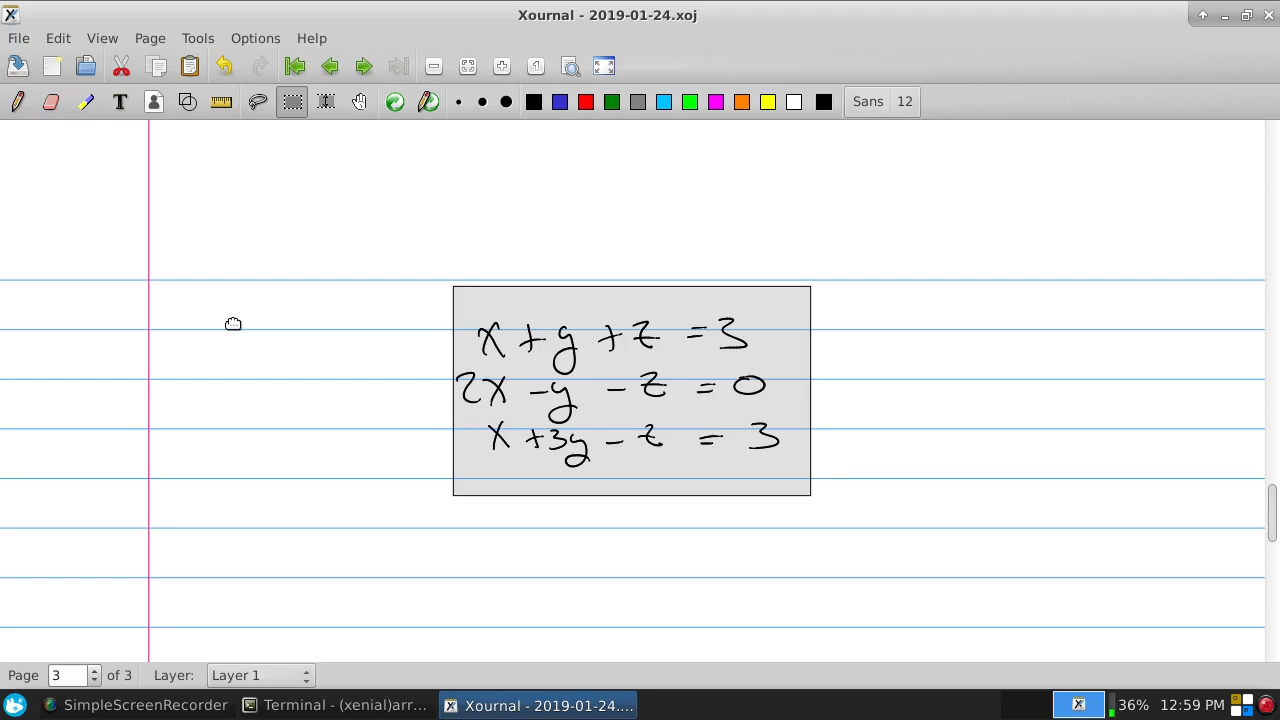 Xournal - 2019-01-24.xoj
File Edit View Page Tools Options Help
Sans 12
x + y + z = 3
2x - y - z = 0
x + 3y - z = 3
Page 3 of 3 Layer: Layer 1
SimpleScreenRecorder Terminal - (xenial)arr... Xournal - 2019-01-24.... 36% 12:59 PM